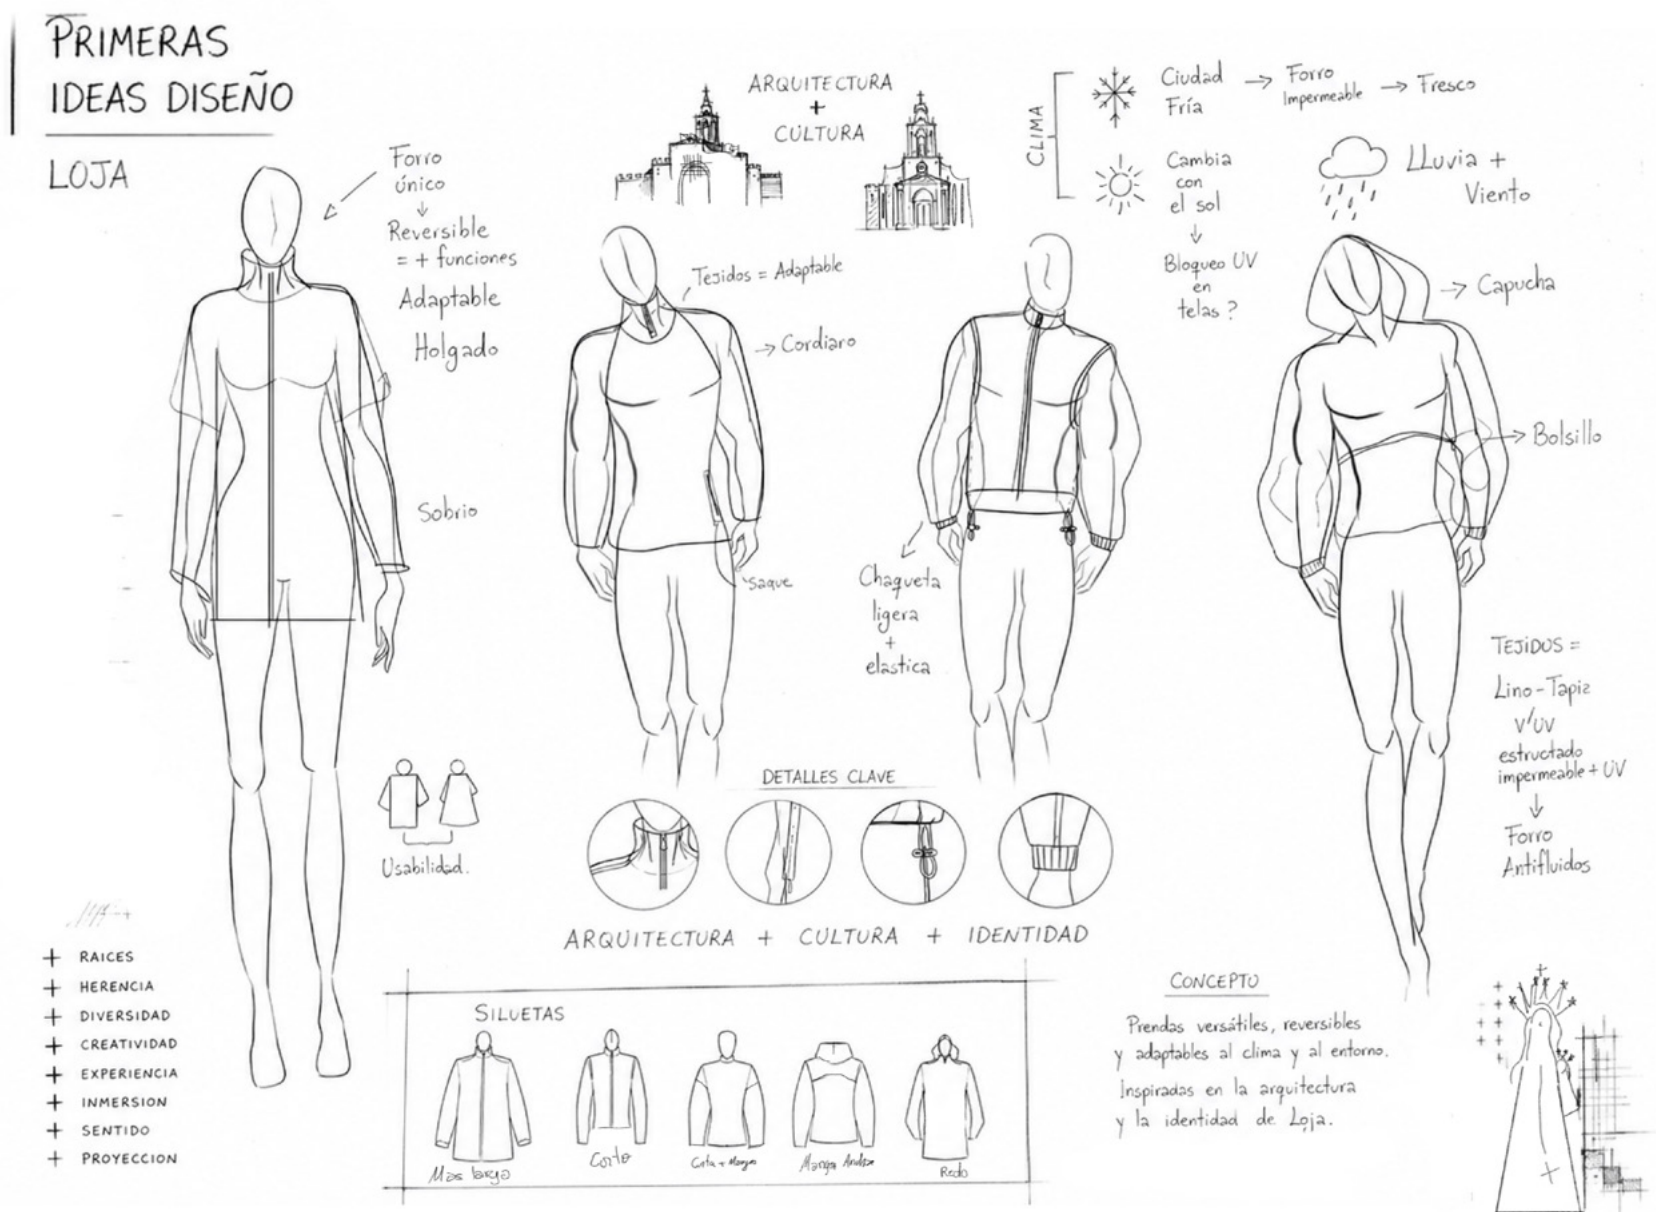 PRIMERAS
IDEAS DISEÑO
LOJA
Forro
único
↓
Reversible
= + funciones
Adaptable
Holgado
Sobrio
ARQUITECTURA
+
CULTURA
Tejidos = Adaptable
→ Cordiaro
Saque
CLIMA
Ciudad
Fría
→ Forro
Impermeable
→ Fresco
Cambia
con
el sol
↓
Bloqueo UV
en
telas ?
LLuvia +
Viento
→ Capucha
→ Bolsillo
Chaqueta
ligera
+
elastica
TEJIDOS =
Lino-Tapiz
V'UV
estructado
impermeable + UV
↓
Forro
Antifluidos
Usabilidad.
DETALLES CLAVE
ARQUITECTURA + CULTURA + IDENTIDAD
+ RAICES
+ HERENCIA
+ DIVERSIDAD
+ CREATIVIDAD
+ EXPERIENCIA
+ INMERSION
+ SENTIDO
+ PROYECCION
SILUETAS
Mas largo
Corto
Manga
CONCEPTO
Prendas versátiles, reversibles
y adaptables al clima y al entorno.
Inspiradas en la arquitectura
y la identidad de Loja.